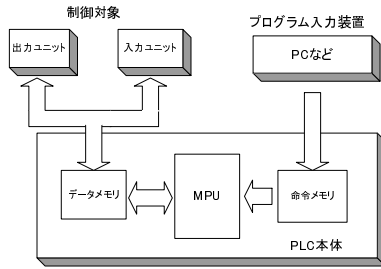 制御対象
プログラム入力装置
出力ユニット
入力ユニット
PCなど
データメモリ
MPU
命令メモリ
PLC本体